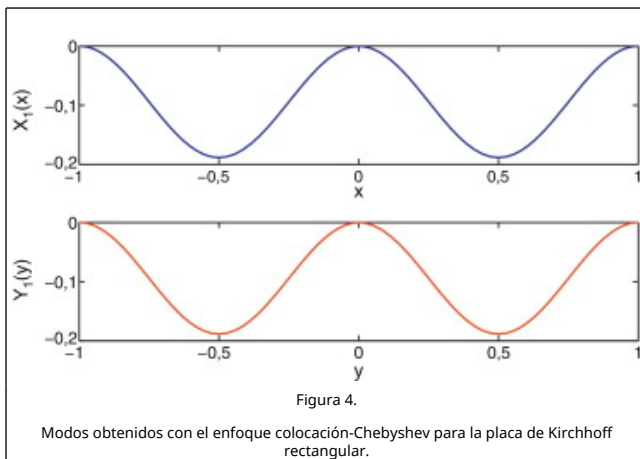 0
−0,1
−0,2
X1(x)
−1 −0,5 0 0,5 1
x
0
−0,1
−0,2
Y1(y)
−1 −0,5 0 0,5 1
y
Figura 4.
Modos obtenidos con el enfoque colocación-Chebyshev para la placa de Kirchhoff
rectangular.